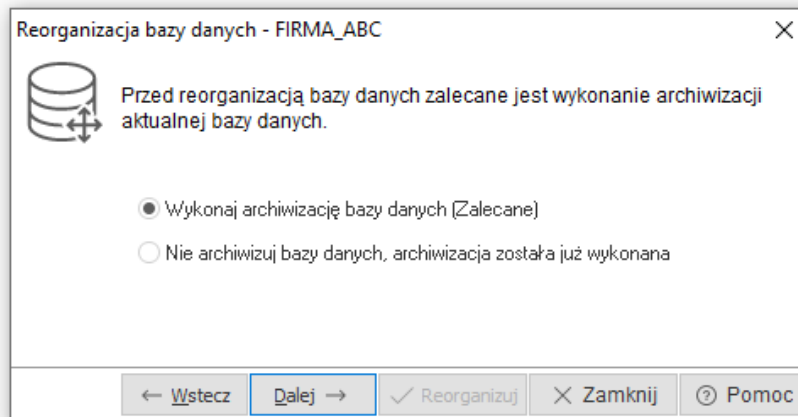 Reorganizacja bazy danych - FIRMA_ABC
Przed reorganizacją bazy danych zalecane jest wykonanie archiwizacji
aktualnej bazy danych.
Wykonaj archiwizację bazy danych (Zalecane)
Nie archiwizuj bazy danych, archiwizacja została już wykonana
← Wstecz Dalej → Reorganizuj Zamknij Pomoc